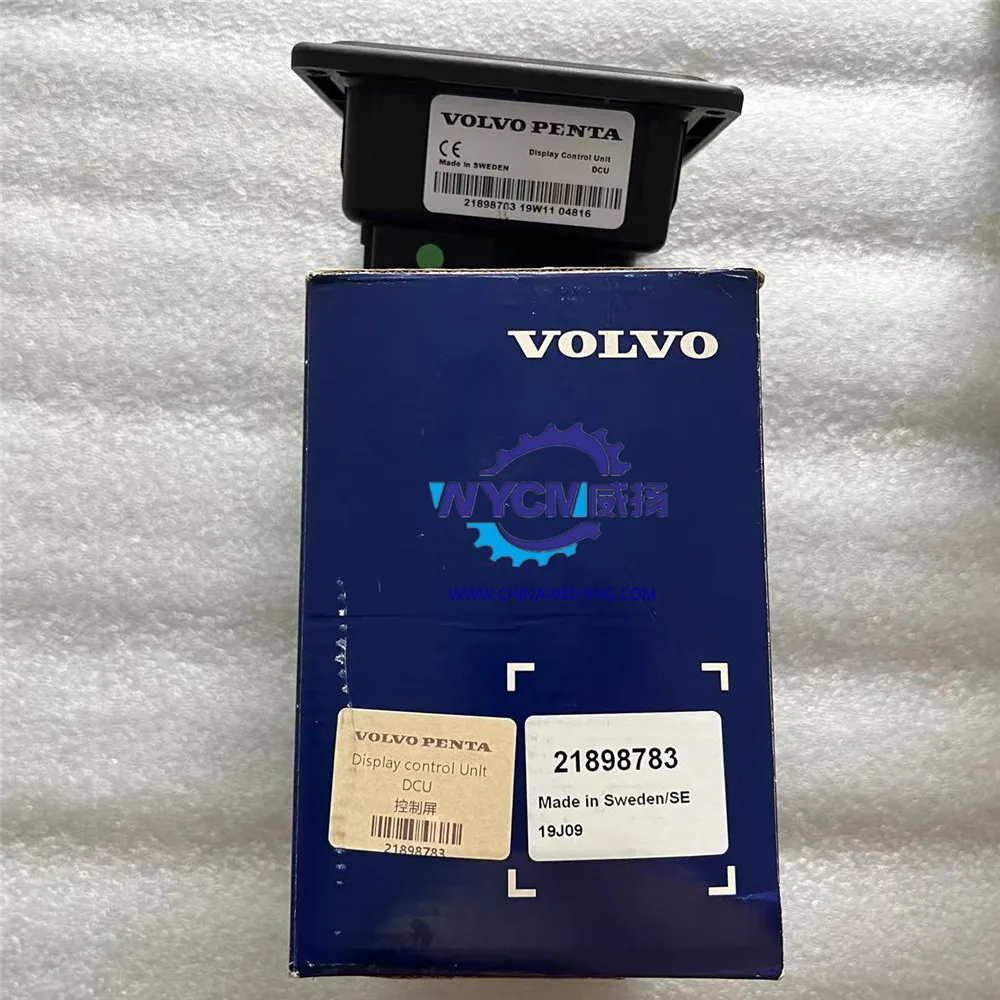 VOLVO PENTA
CE
Display Control Unit
Made in SWEDEN
DCU
21898783 19W11 04816
VOLVO
WYCM威扬
WWW.CHINAWEIYANG.COM
VOLVO PENTA
Display control UnIt
DCU
控制屏
21898783
21898783
Made in Sweden/SE
19J09